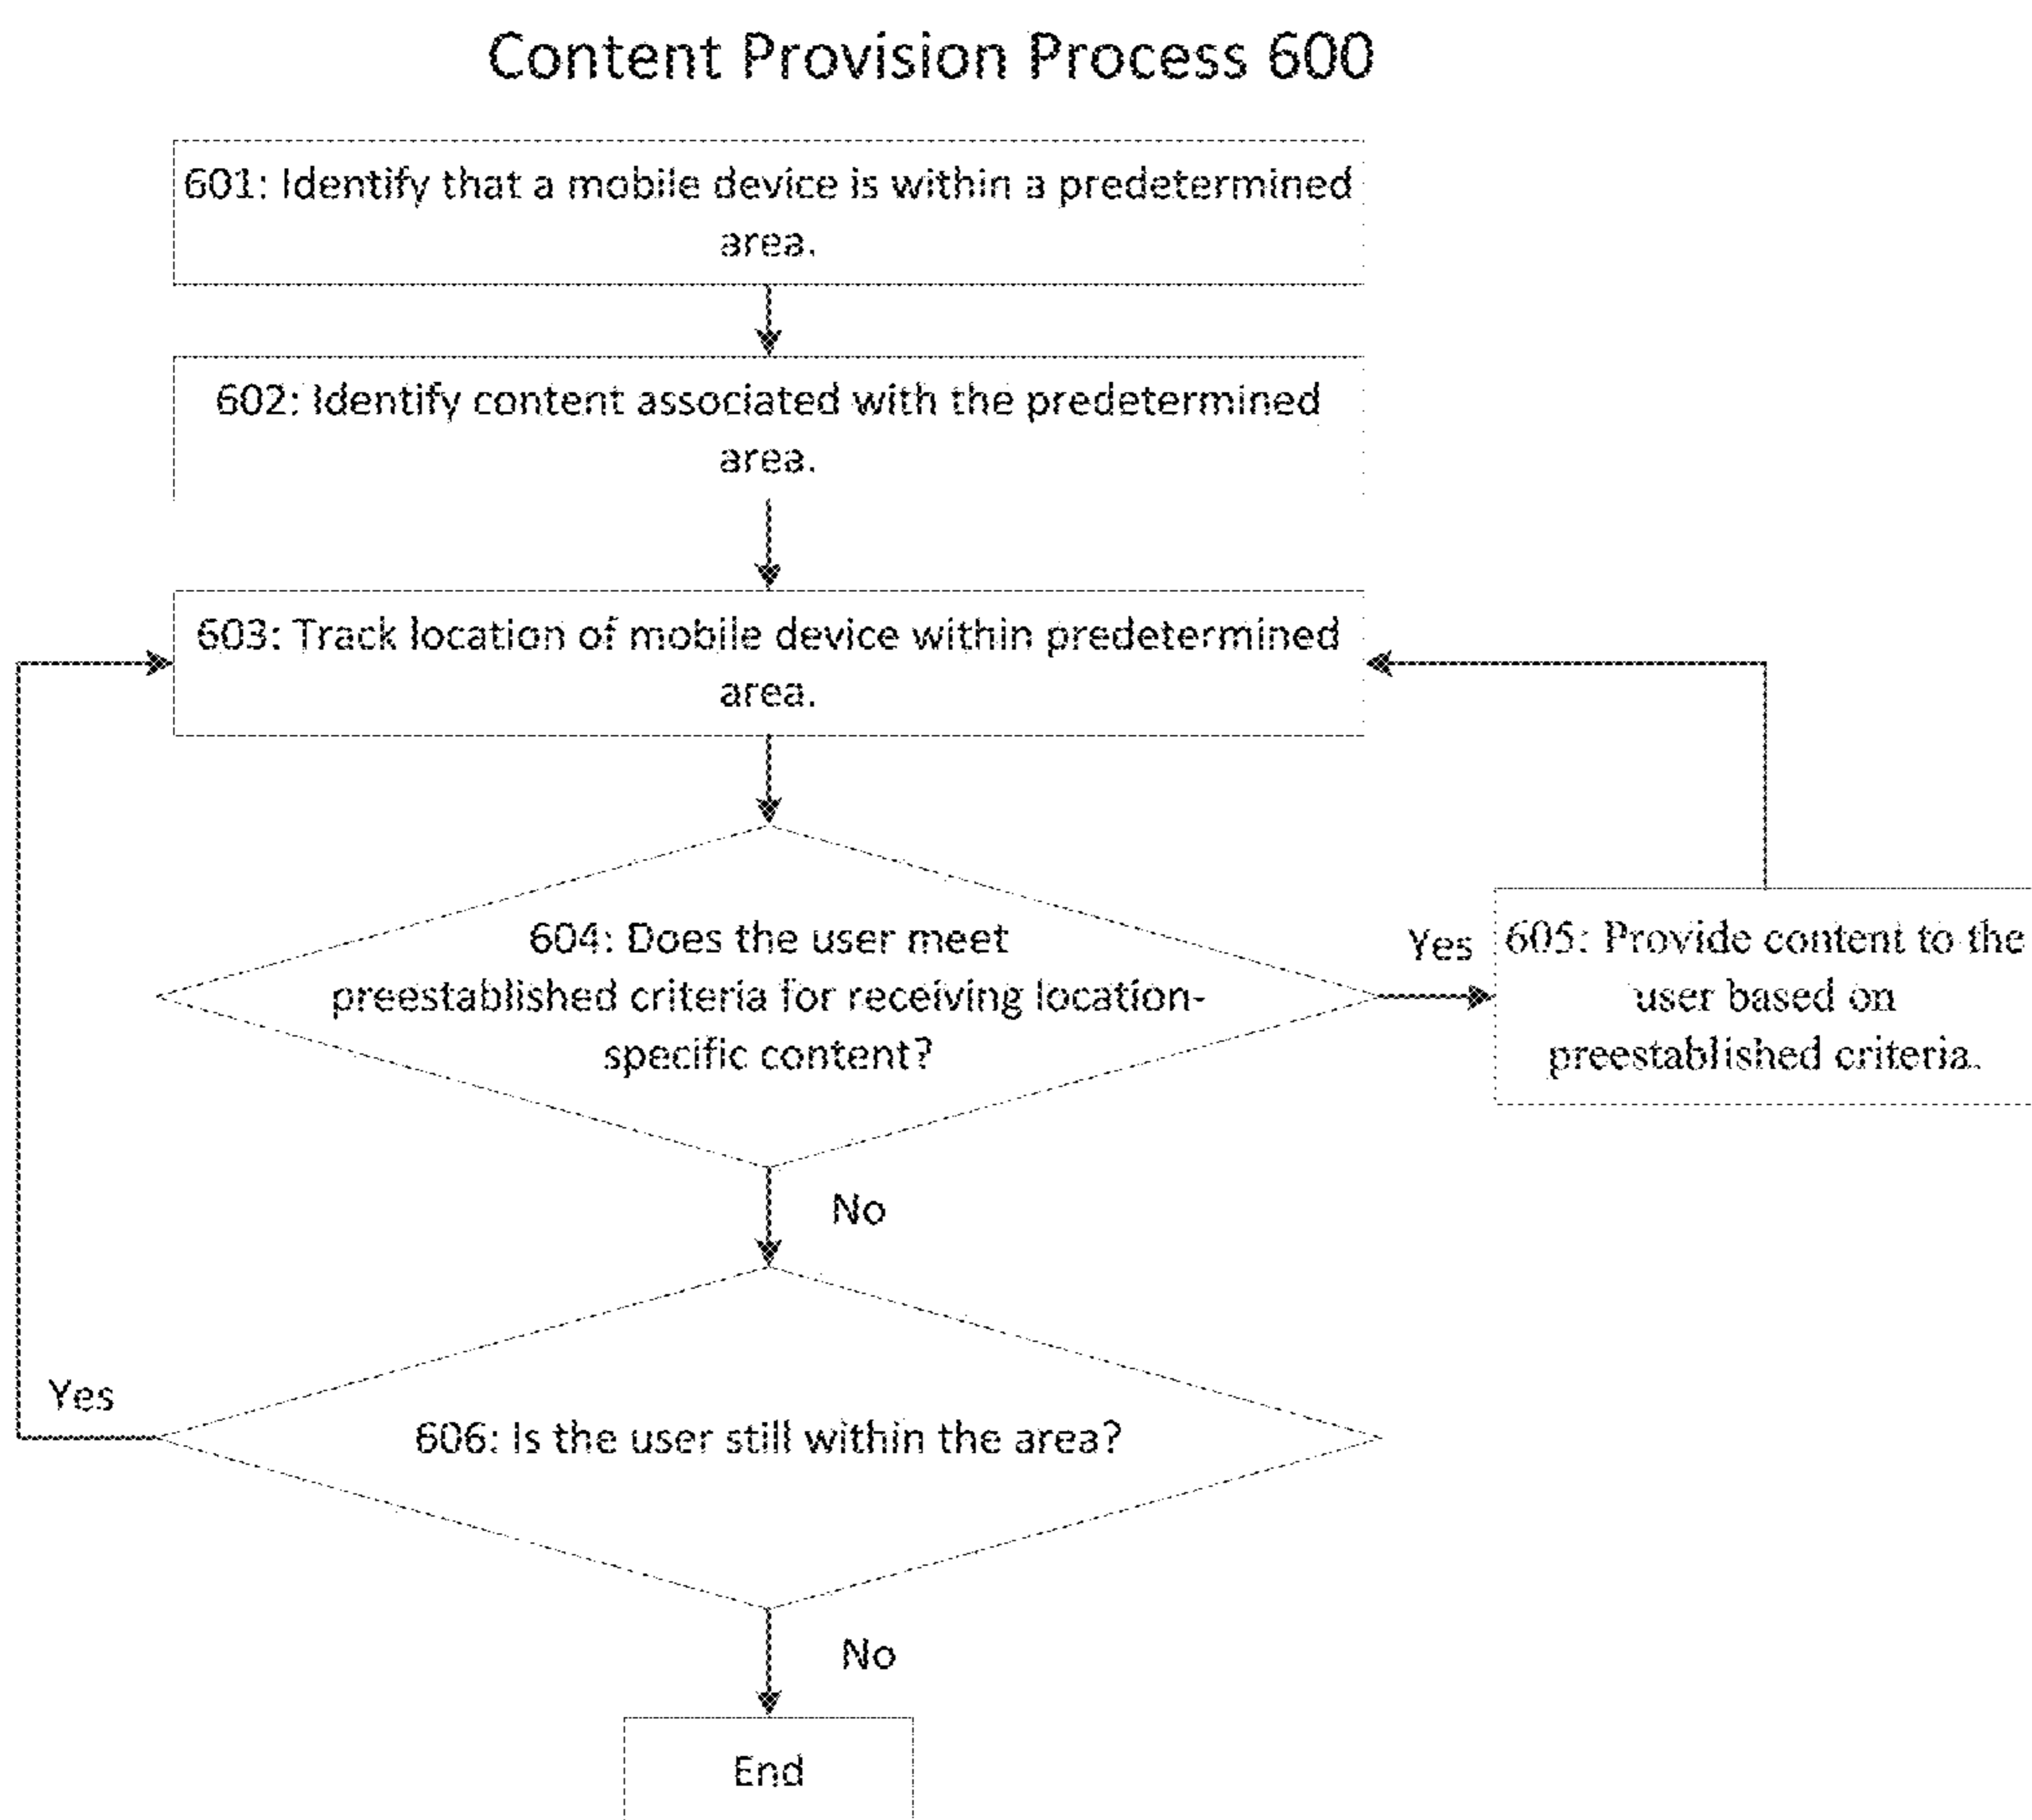 Content Provision Process 600
601: Identify that a mobile device is within a predetermined
area.
602: Identify content associated with the predetermined
area.
603: Track location of mobile device within predetermined
area.
604: Does the user meet
preestablished criteria for receiving location-
specific content?
Yes
605: Provide content to the
user based on
preestablished criteria.
No
606: Is the user still within the area?
Yes
No
End